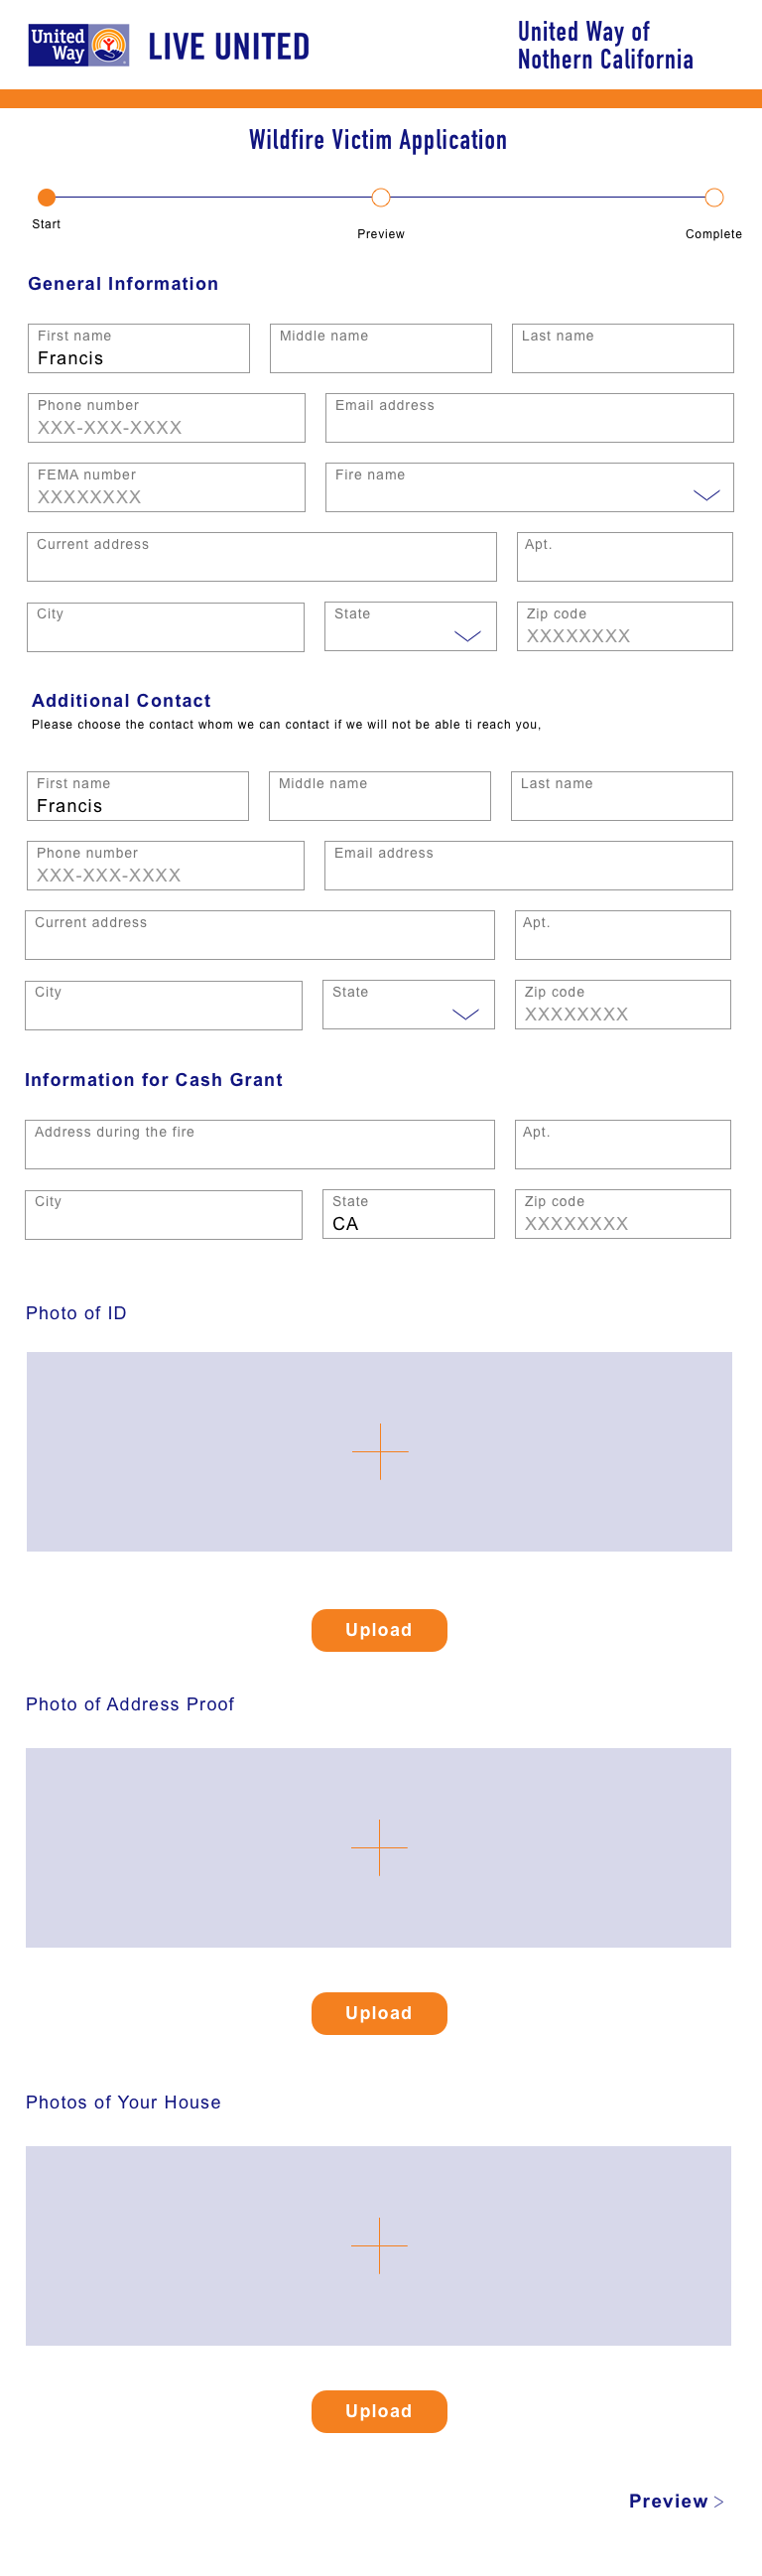 United Way
LIVE UNITED
United Way of
Nothern California
Wildfire Victim Application
Start
Preview
Complete
General Information
First name
Middle name
Last name
Francis
Phone number
Email address
XXX-XXX-XXXX
FEMA number
Fire name
XXXXXXXX
Current address
Apt.
City
State
Zip code
XXXXXXXX
Additional Contact
Please choose the contact whom we can contact if we will not be able ti reach you,
First name
Middle name
Last name
Francis
Phone number
Email address
XXX-XXX-XXXX
Current address
Apt.
City
State
Zip code
XXXXXXXX
Information for Cash Grant
Address during the fire
Apt.
City
State
Zip code
CA
XXXXXXXX
Photo of ID
Upload
Photo of Address Proof
Upload
Photos of Your House
Upload
Preview >